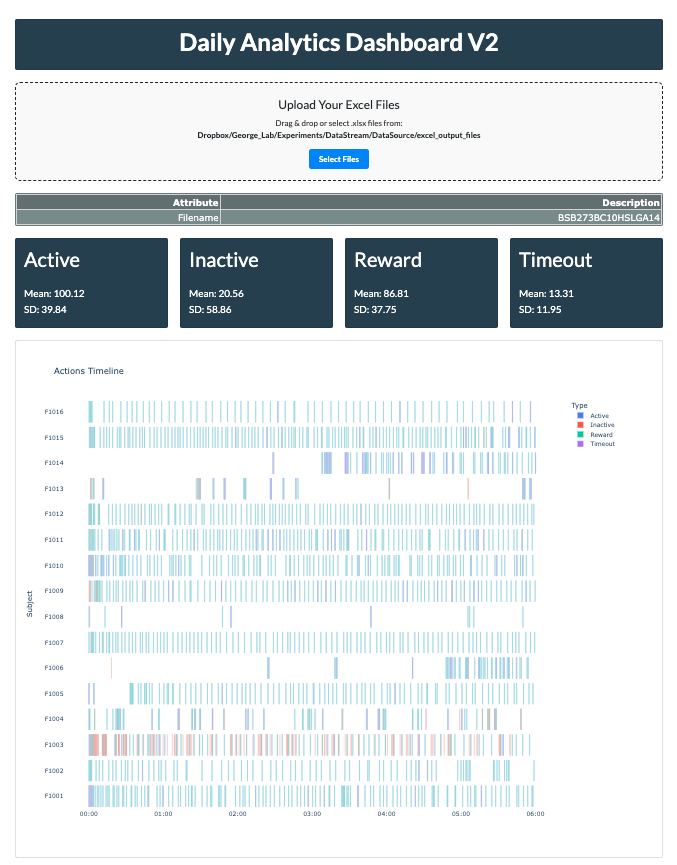 Daily Analytics Dashboard V2
Upload Your Excel Files
Drag & drop or select .xlsx files from:
Dropbox/George_Lab/Experiments/DataStream/DataSource/excel_output_files
Select Files
Attribute Description
Filename BSB273BC10HSLGA14
Active
Mean: 100.12
SD: 39.84
Inactive
Mean: 20.56
SD: 58.86
Reward
Mean: 86.81
SD: 37.75
Timeout
Mean: 13.31
SD: 11.95
Actions Timeline
Type
Active
Inactive
Reward
Timeout
Subject
F1016
F1015
F1014
F1013
F1012
F1011
F1010
F1009
F1008
F1007
F1006
F1005
F1004
F1003
F1002
F1001
00:00 01:00 02:00 03:00 04:00 05:00 06:00